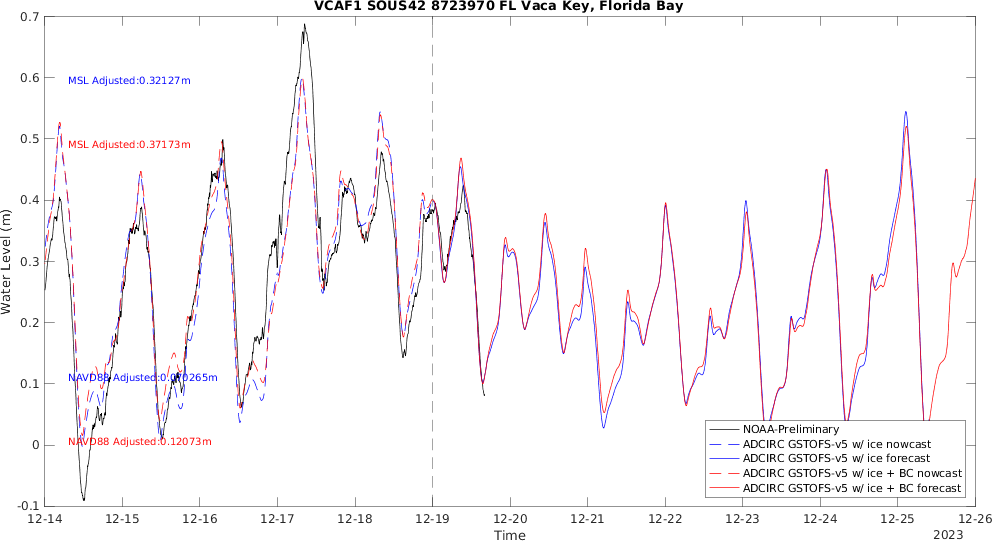 VCAF1 SOUS42 8723970 FL Vaca Key, Florida Bay
0.7
0.6
0.5
0.4
0.3
0.2
0.1
0
-0.1
Water Level (m)
MSL Adjusted:0.32127m
MSL Adjusted:0.37173m
NAVD88 Adjusted:
NAVD88 Adjusted:0.12073m
NOAA-Preliminary
ADCIRC GSTOFS-v5 w/ ice nowcast
ADCIRC GSTOFS-v5 w/ ice forecast
ADCIRC GSTOFS-v5 w/ ice + BC nowcast
ADCIRC GSTOFS-v5 w/ ice + BC forecast
12-14 12-15 12-16 12-17 12-18 12-19 12-20 12-21 12-22 12-23 12-24 12-25 12-26
Time
2023